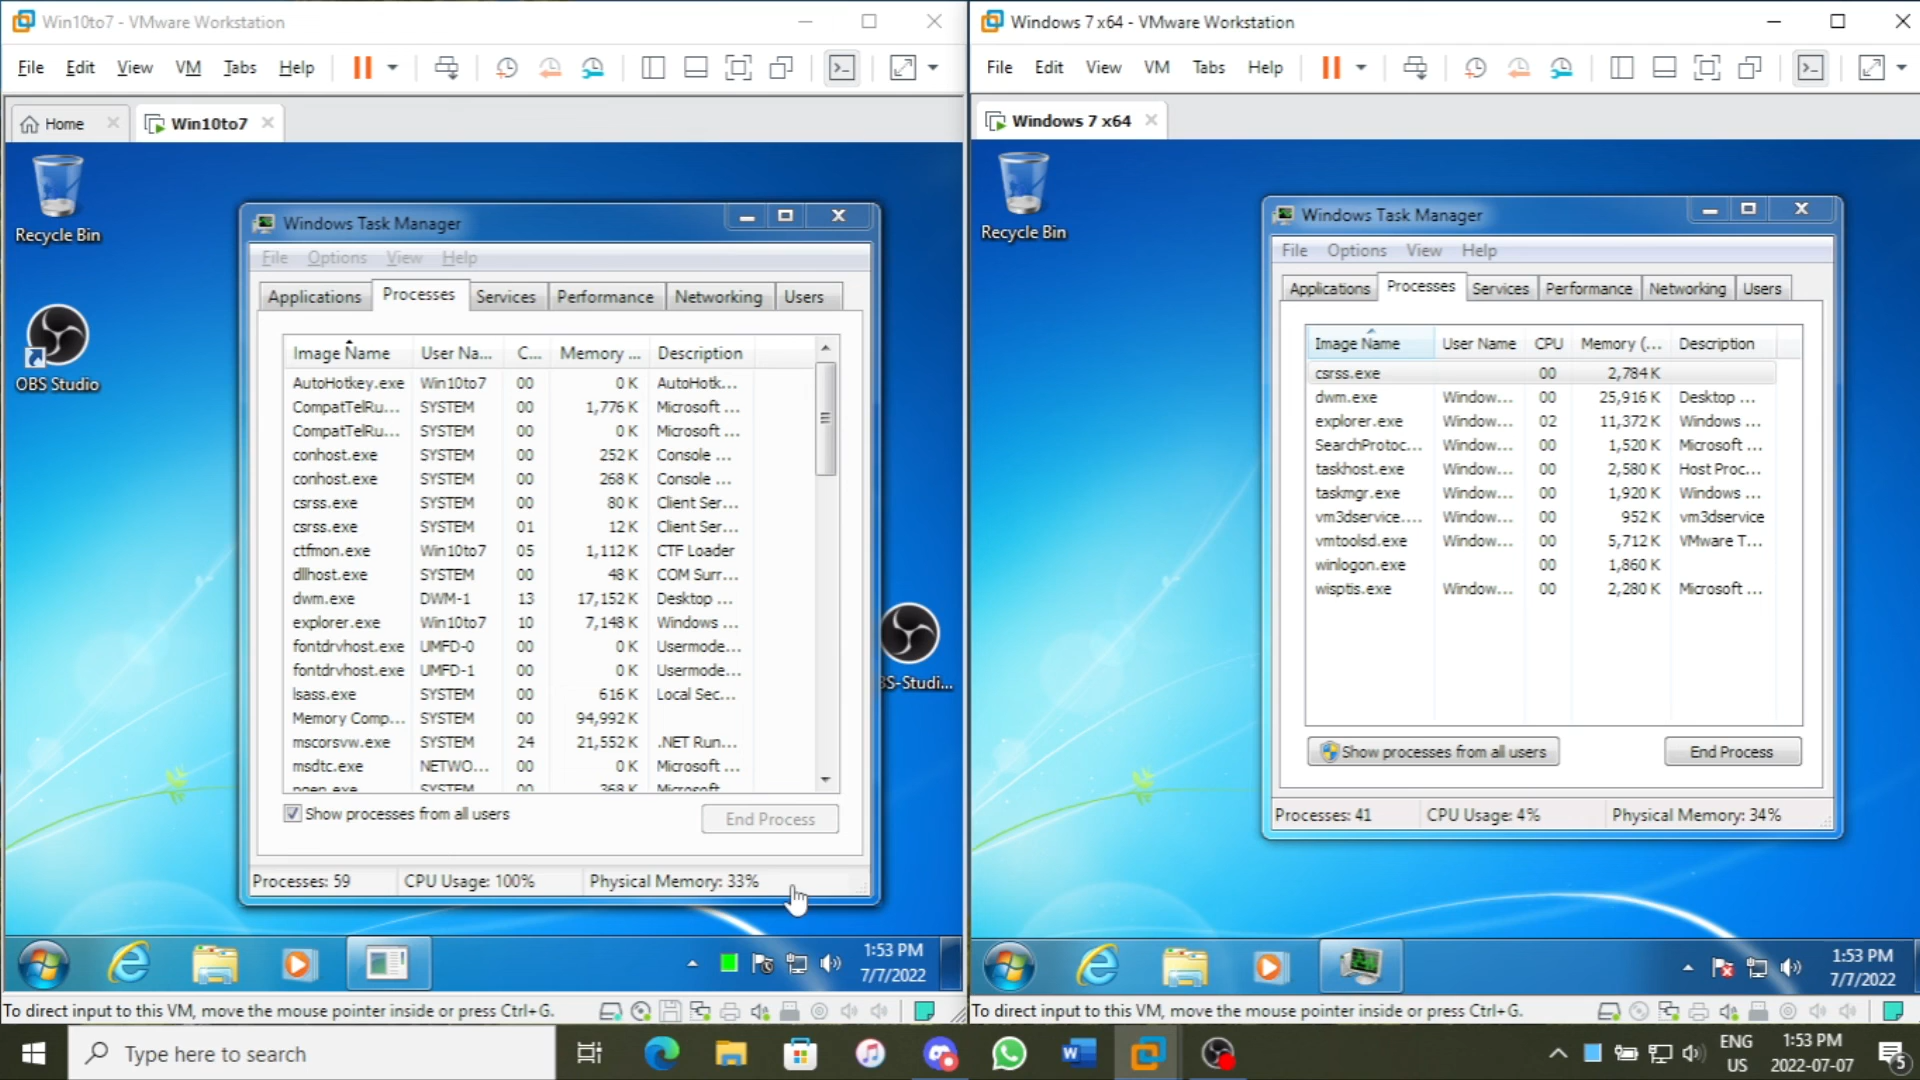 Win10to7 - VMware Workstation
File Edit View VM Tabs Help
Home
Win10to7
Recycle Bin
OBS Studio
Windows Task Manager
File Options View Help
Applications Processes Services Performance Networking Users
Image Name User Na... C... Memory ... Description
AutoHotkey.exe Win10to7 00 0 K AutoHotk...
CompatTelRu... SYSTEM 00 1,776 K Microsoft ...
CompatTelRu... SYSTEM 00 0 K Microsoft ...
conhost.exe SYSTEM 00 252 K Console ...
conhost.exe SYSTEM 00 268 K Console ...
csrss.exe SYSTEM 00 80 K Client Ser...
csrss.exe SYSTEM 01 12 K Client Ser...
ctfmon.exe Win10to7 05 1,112 K CTF Loader
dllhost.exe SYSTEM 00 48 K COM Surr...
dwm.exe DWM-1 13 17,152 K Desktop ...
explorer.exe Win10to7 10 7,148 K Windows ...
fontdrvhost.exe UMFD-0 00 0 K Usermode...
fontdrvhost.exe UMFD-1 00 0 K Usermode...
lsass.exe SYSTEM 00 616 K Local Sec...
Memory Comp... SYSTEM 00 94,992 K
mscorsvw.exe SYSTEM 24 21,552 K .NET Run...
msdtc.exe NETWO... 00 0 K Microsoft ...
ngen.exe SYSTEM 00 368 K Microsoft ...
Show processes from all users
End Process
Processes: 59 CPU Usage: 100% Physical Memory: 33%
BS-Studi...
1:53 PM
7/7/2022
To direct input to this VM, move the mouse pointer inside or press Ctrl+G.
Windows 7 x64 - VMware Workstation
File Edit View VM Tabs Help
Windows 7 x64
Recycle Bin
Windows Task Manager
File Options View Help
Applications Processes Services Performance Networking Users
Image Name User Name CPU Memory (... Description
csrss.exe 00 2,784 K
dwm.exe Window... 00 25,916 K Desktop ...
explorer.exe Window... 02 11,372 K Windows ...
SearchProtoc... Window... 00 1,520 K Microsoft ...
taskhost.exe Window... 00 2,580 K Host Proc...
taskmgr.exe Window... 00 1,920 K Windows ...
vm3dservice.... Window... 00 952 K vm3dservice
vmtoolsd.exe Window... 00 5,712 K VMware T...
winlogon.exe 00 1,860 K
wisptis.exe Window... 00 2,280 K Microsoft ...
Show processes from all users
End Process
Processes: 41 CPU Usage: 4% Physical Memory: 34%
1:53 PM
7/7/2022
To direct input to this VM, move the mouse pointer inside or press Ctrl+G.
Type here to search
ENG
US
1:53 PM
2022-07-07
5